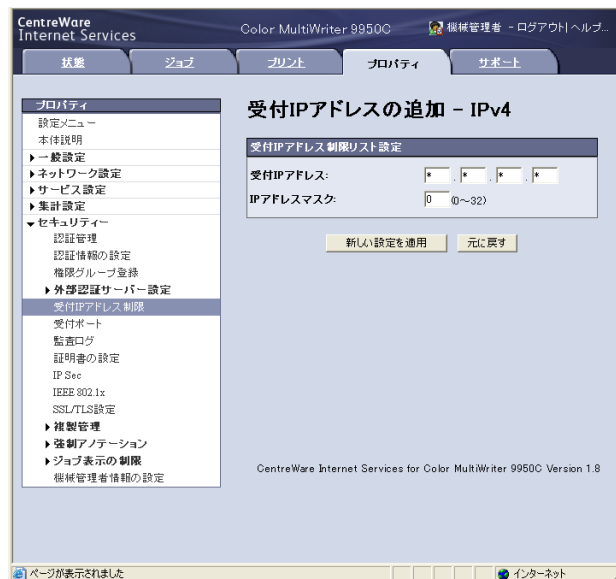 CentreWare
Internet Services
Color MultiWriter 9950C
機械管理者 - ログアウト| ヘルプ...
状態
ジョブ
プリント
プロパティ
サポート
プロパティ
設定メニュー
本体説明
一般設定
ネットワーク設定
サービス設定
集計設定
セキュリティー
認証管理
認証情報の設定
権限グループ登録
外部認証サーバー設定
受付IPアドレス制限
受付ポート
監査ログ
証明書の設定
IP Sec
IEEE 802.1x
SSL/TLS設定
複製管理
強制アノテーション
ジョブ表示の制限
機械管理者情報の設定
受付IPアドレスの追加 - IPv4
受付IPアドレス制限リスト設定
受付IPアドレス: * . * . * . *
IPアドレスマスク: 0 (0～32)
新しい設定を適用 元に戻す
CentreWare Internet Services for Color MultiWriter 9950C Version 1.8
ページが表示されました
インターネット